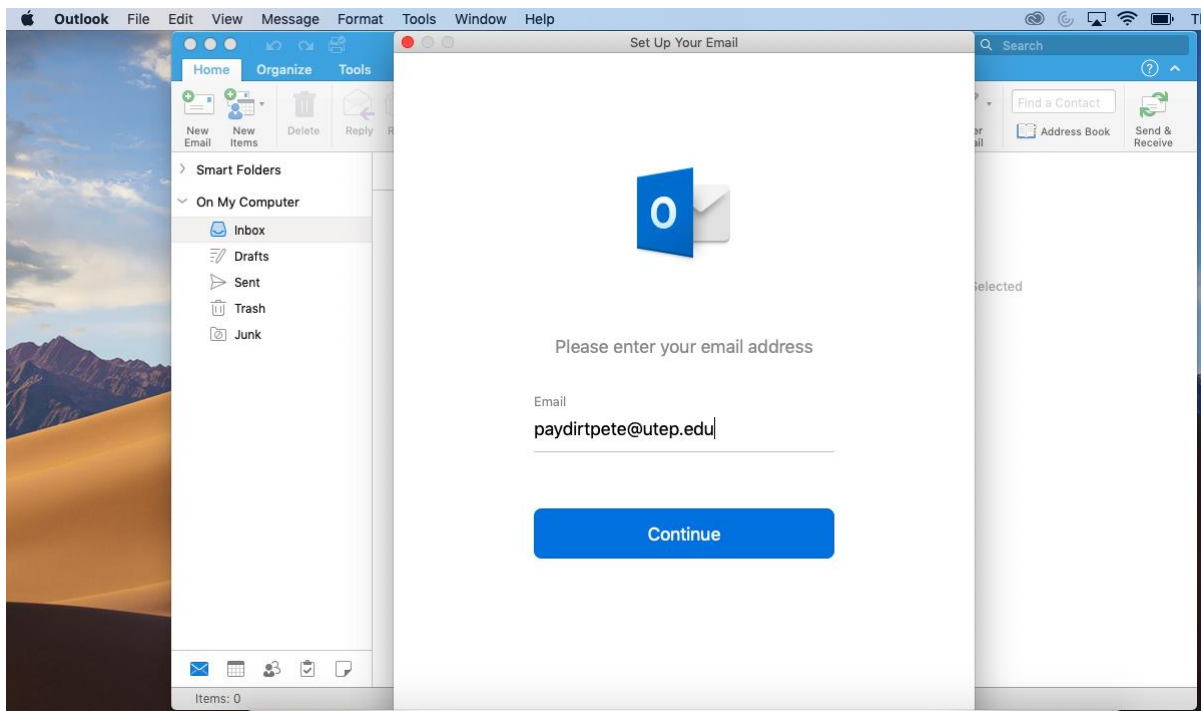 Outlook File Edit View Message Format Tools Window Help
Set Up Your Email
Search
Home Organize Tools
New Email
New Items
Delete
Reply
Find a Contact
Address Book
Send & Receive
Smart Folders
On My Computer
Inbox
Drafts
Sent
Trash
Junk
Selected
O
Please enter your email address
Email
paydirtpete@utep.edu
Continue
Items: 0